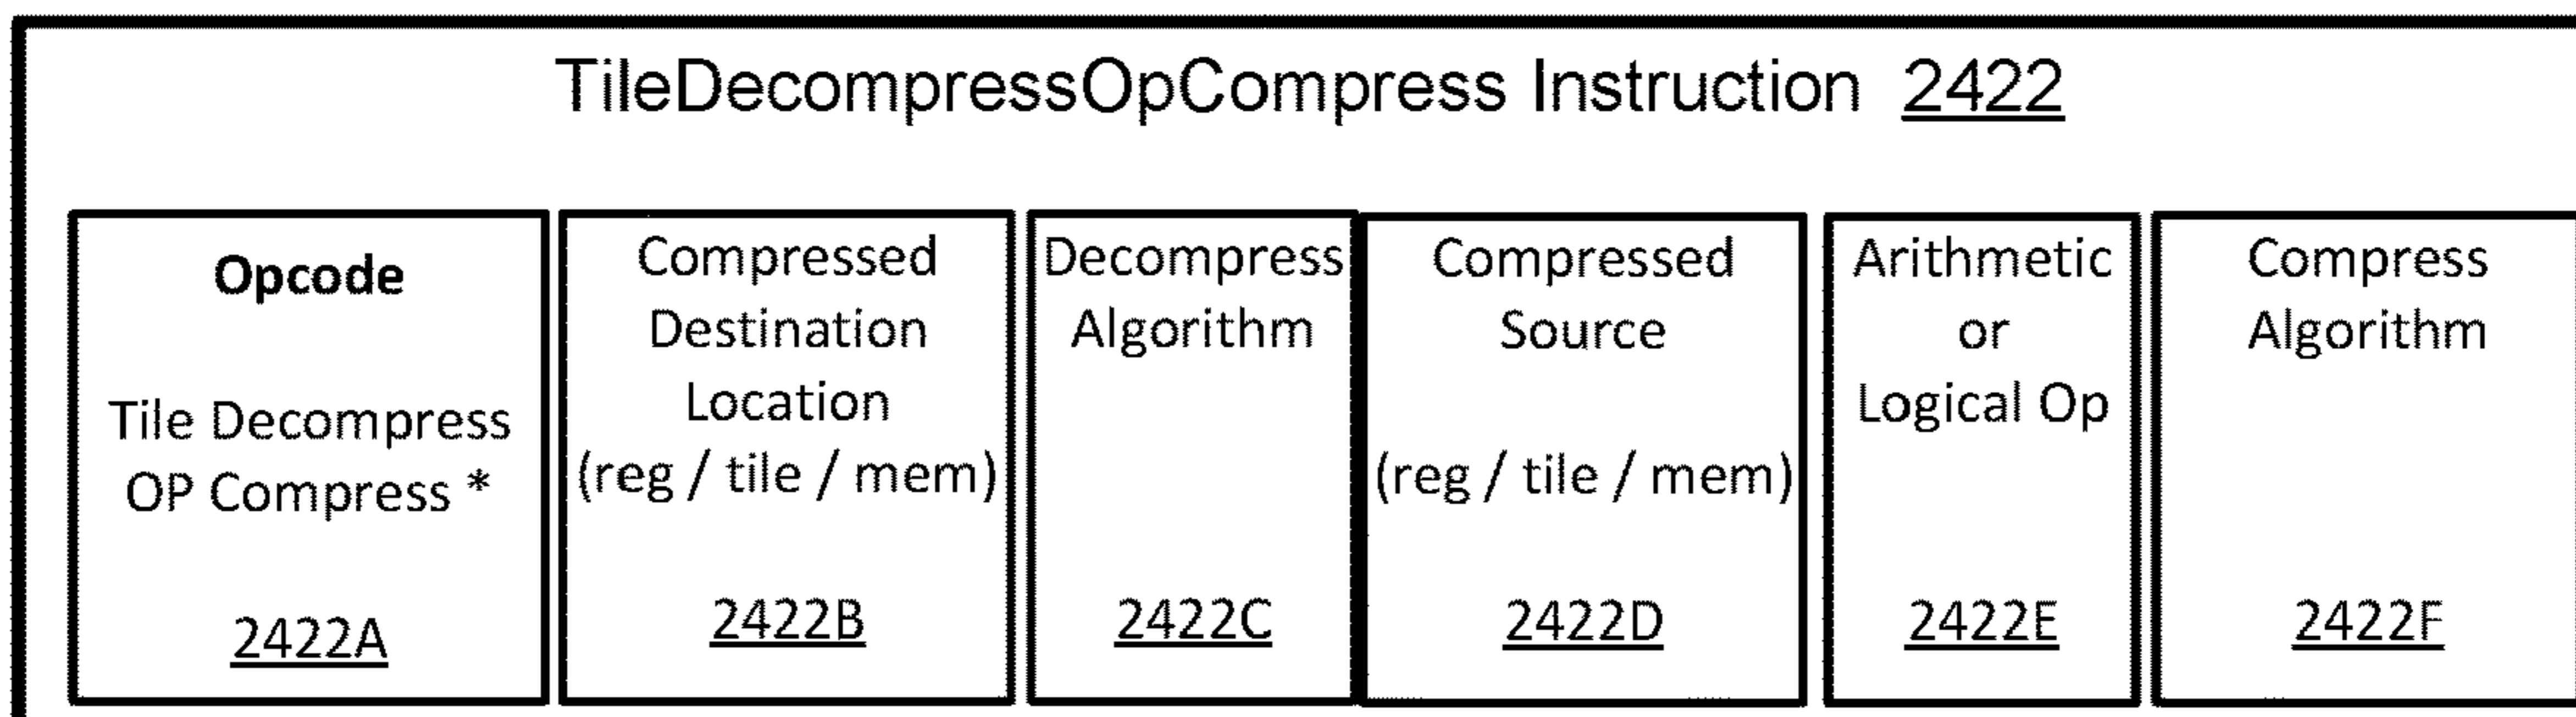 TileDecompressOpCompress Instruction 2422
Opcode
Tile Decompress
OP Compress *
2422A
Compressed
Destination
Location
(reg / tile / mem)
2422B
Decompress
Algorithm
2422C
Compressed
Source
(reg / tile / mem)
2422D
Arithmetic
or
Logical Op
2422E
Compress
Algorithm
2422F